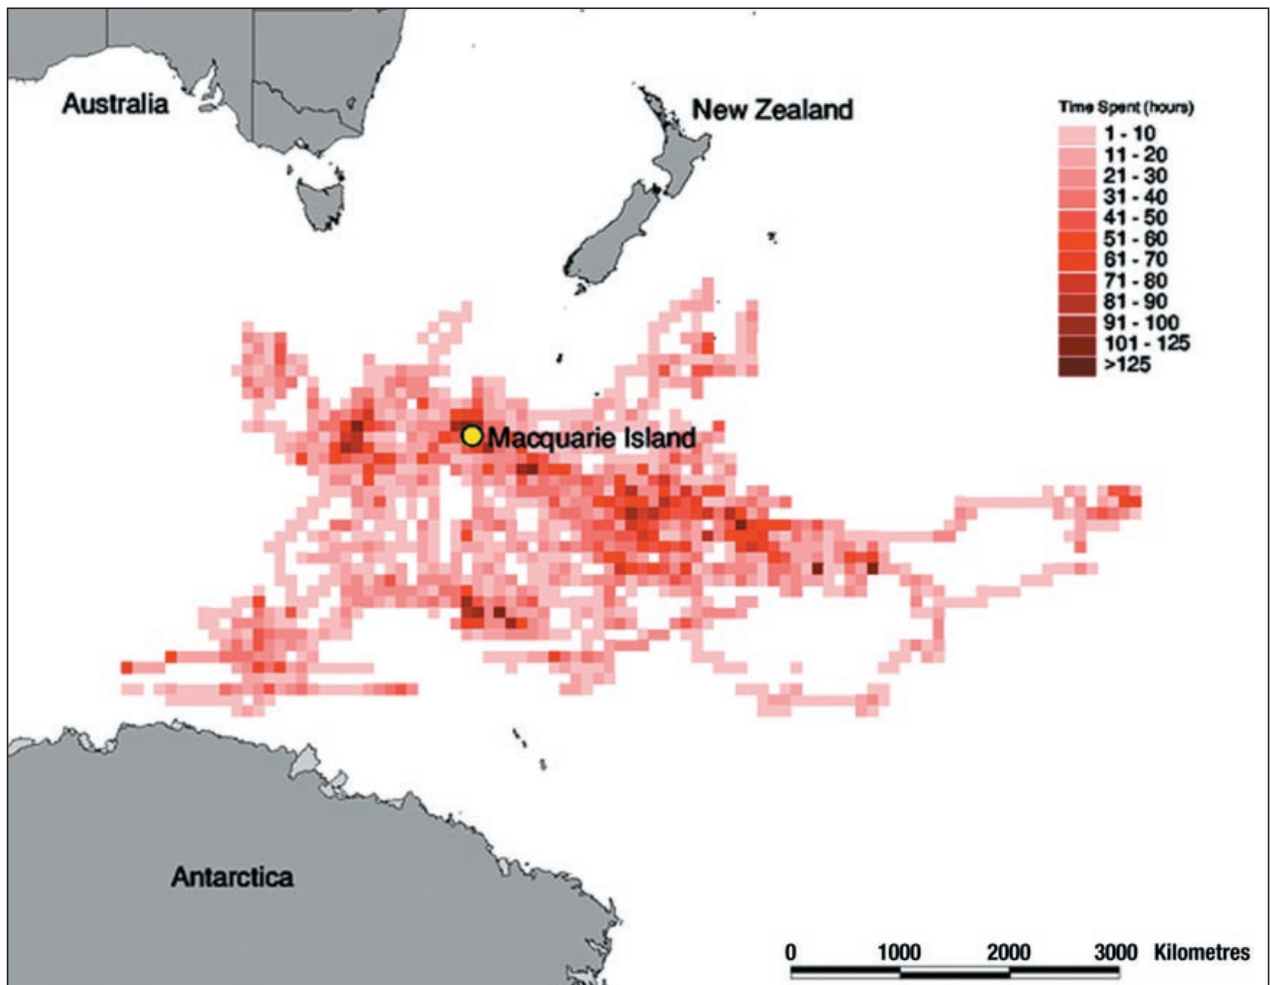 Australia
New Zealand
Time Spent (hours)
1 - 10
11 - 20
21 - 30
31 - 40
41 - 50
51 - 60
61 - 70
71 - 80
81 - 90
91 - 100
101 - 125
>125
Macquarie Island
Antarctica
0 1000 2000 3000 Kilometres